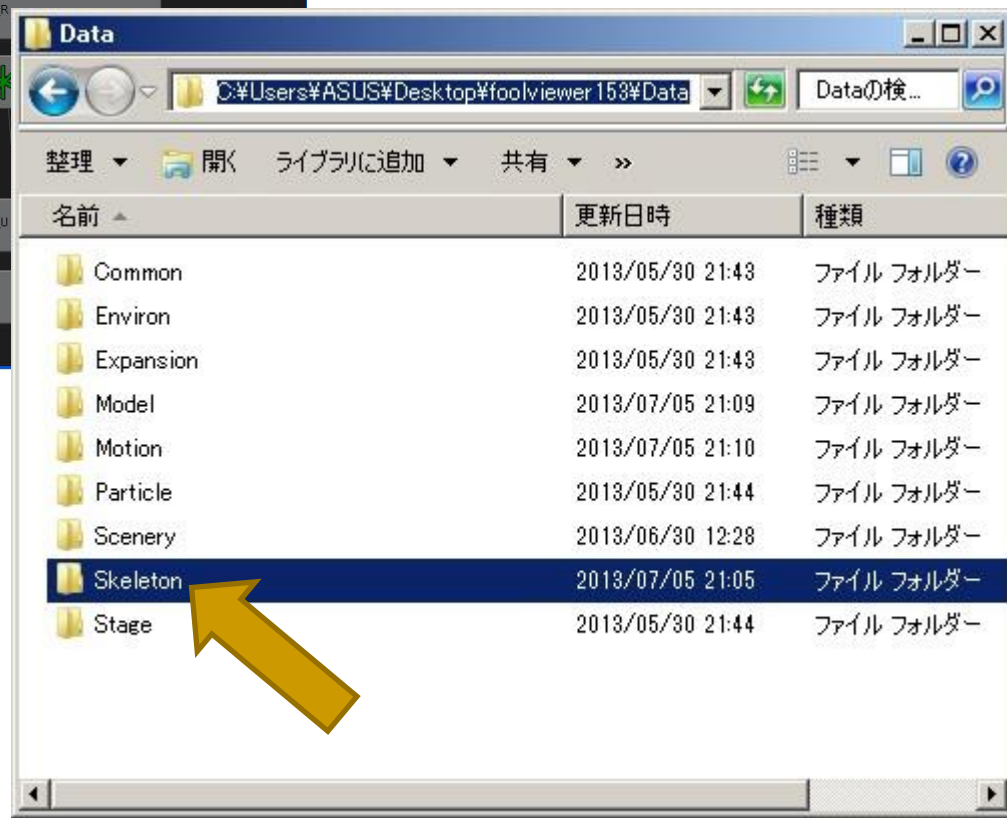 R
Data
C:¥Users¥ASUS¥Desktop¥foolviewer153¥Data Dataの検...
整理 開く ライブラリに追加 共有 »
名前 更新日時 種類
Common 2013/05/30 21:43 ファイル フォルダー
Environ 2013/05/30 21:43 ファイル フォルダー
Expansion 2013/05/30 21:43 ファイル フォルダー
Model 2013/07/05 21:09 ファイル フォルダー
Motion 2013/07/05 21:10 ファイル フォルダー
Particle 2013/05/30 21:44 ファイル フォルダー
Scenery 2013/06/30 12:28 ファイル フォルダー
Skeleton 2013/07/05 21:05 ファイル フォルダー
Stage 2013/05/30 21:44 ファイル フォルダー